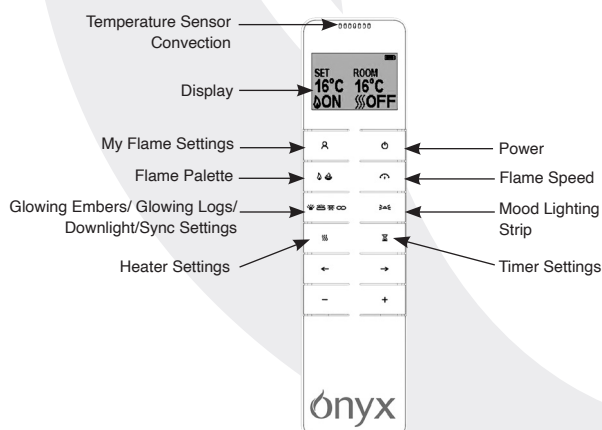 Temperature Sensor
Convection
SET ROOM
16°C 16°C
ON OFF
Display
My Flame Settings
Power
Flame Palette
Flame Speed
Glowing Embers/ Glowing Logs/
Downlight/Sync Settings
Mood Lighting
Strip
Heater Settings
Timer Settings
onyx